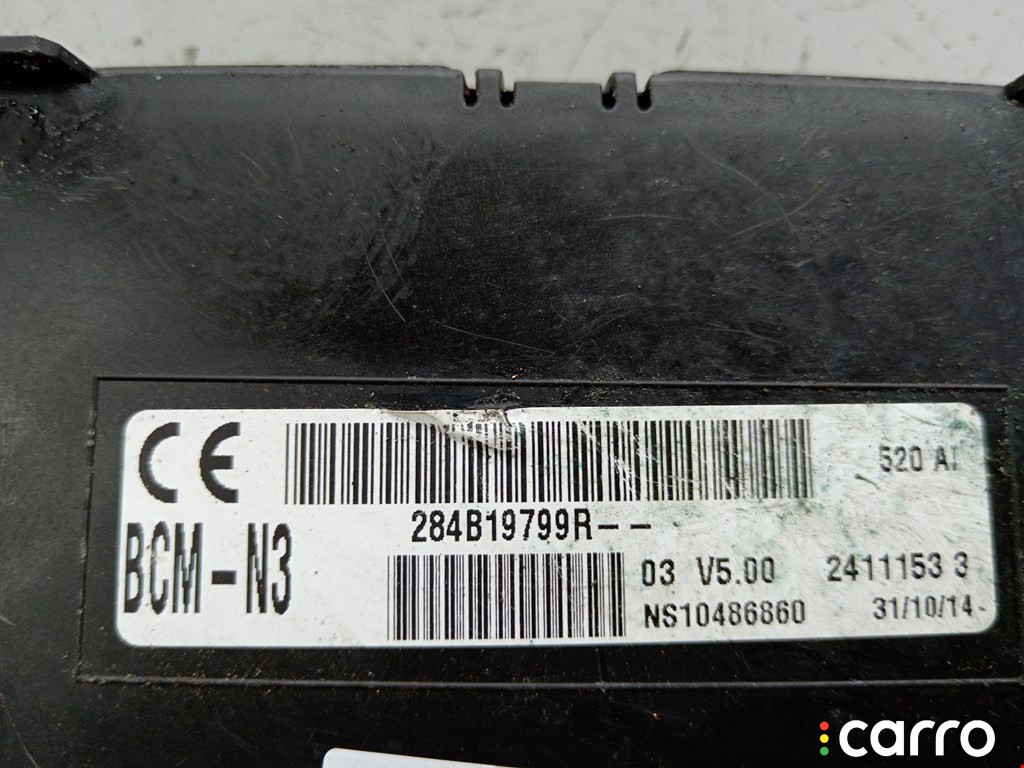 CE
520 AI
284B19799R--
BCM-N3
03 V5.00 2411153 3
NS10486860 31/10/14-
carro